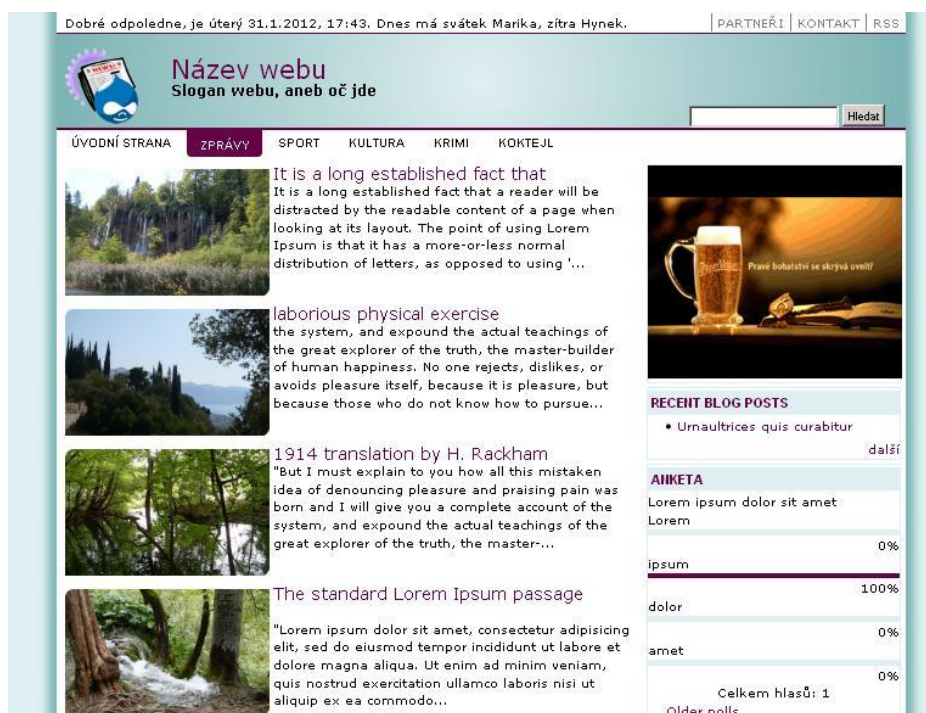 Dobré odpoledne, je úterý 31.1.2012, 17:43. Dnes má svátek Marika, zítra Hynek.
PARTNEŘI KONTAKT RSS
NEWS!
Název webu
Slogan webu, aneb oč jde
Hledat
ÚVODNÍ STRANA ZPRÁVY SPORT KULTURA KRIMI KOKTEJL
It is a long established fact that
It is a long established fact that a reader will be
distracted by the readable content of a page when
looking at its layout. The point of using Lorem
Ipsum is that it has a more-or-less normal
distribution of letters, as opposed to using '...
laborious physical exercise
the system, and expound the actual teachings of
the great explorer of the truth, the master-builder
of human happiness. No one rejects, dislikes, or
avoids pleasure itself, because it is pleasure, but
because those who do not know how to pursue...
1914 translation by H. Rackham
"But I must explain to you how all this mistaken
idea of denouncing pleasure and praising pain was
born and I will give you a complete account of the
system, and expound the actual teachings of the
great explorer of the truth, the master-...
The standard Lorem Ipsum passage
"Lorem ipsum dolor sit amet, consectetur adipisicing
elit, sed do eiusmod tempor incididunt ut labore et
dolore magna aliqua. Ut enim ad minim veniam,
quis nostrud exercitation ullamco laboris nisi ut
aliquip ex ea commodo...
Pravé bohatství se skrývá uvnitř
RECENT BLOG POSTS
• Urnaultrices quis curabitur
další
ANKETA
Lorem ipsum dolor sit amet
Lorem
0%
ipsum
100%
dolor
0%
amet
0%
Celkem hlasů: 1
Older polls